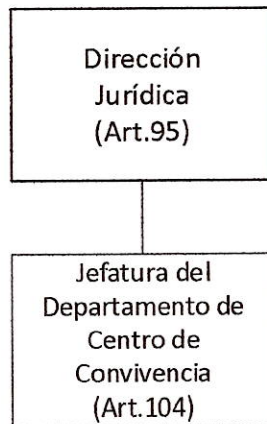 Dirección
Jurídica
(Art.95)
Jefatura del
Departamento de
Centro de
Convivencia
(Art.104)